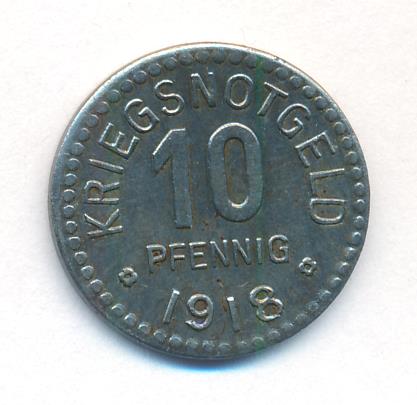 KRIEGSNOTGELD
10
PFENNIG
1918